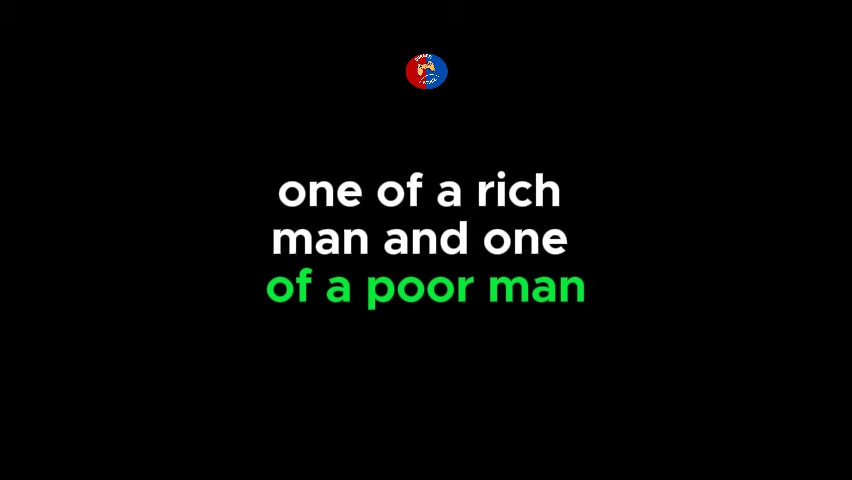 one of a rich
man and one
of a poor man